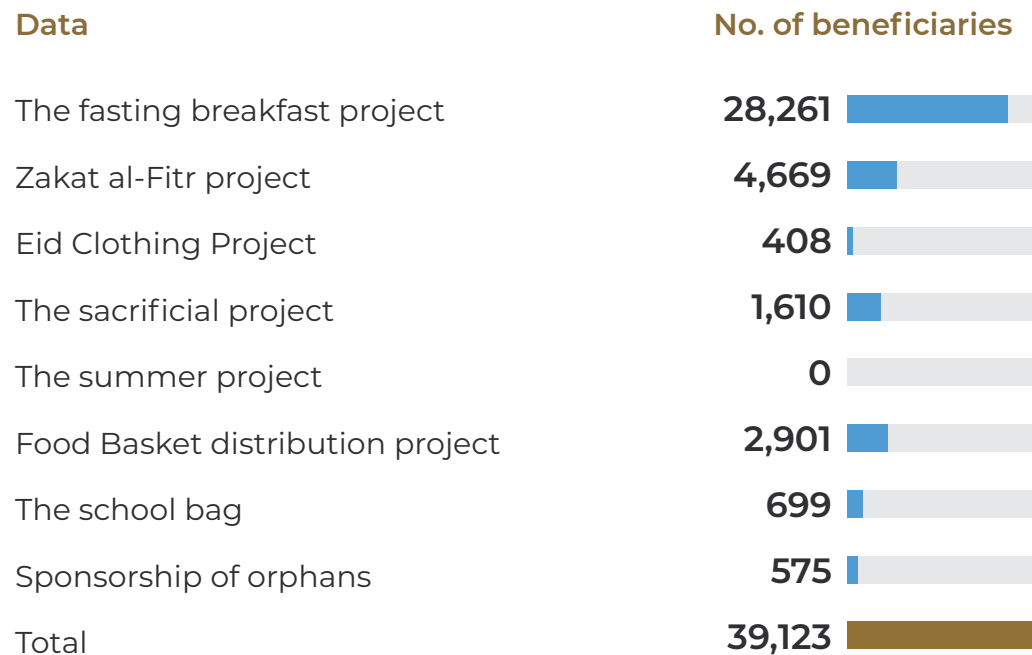 Data No. of beneficiaries
The fasting breakfast project 28,261
Zakat al-Fitr project 4,669
Eid Clothing Project 408
The sacrificial project 1,610
The summer project 0
Food Basket distribution project 2,901
The school bag 699
Sponsorship of orphans 575
Total 39,123